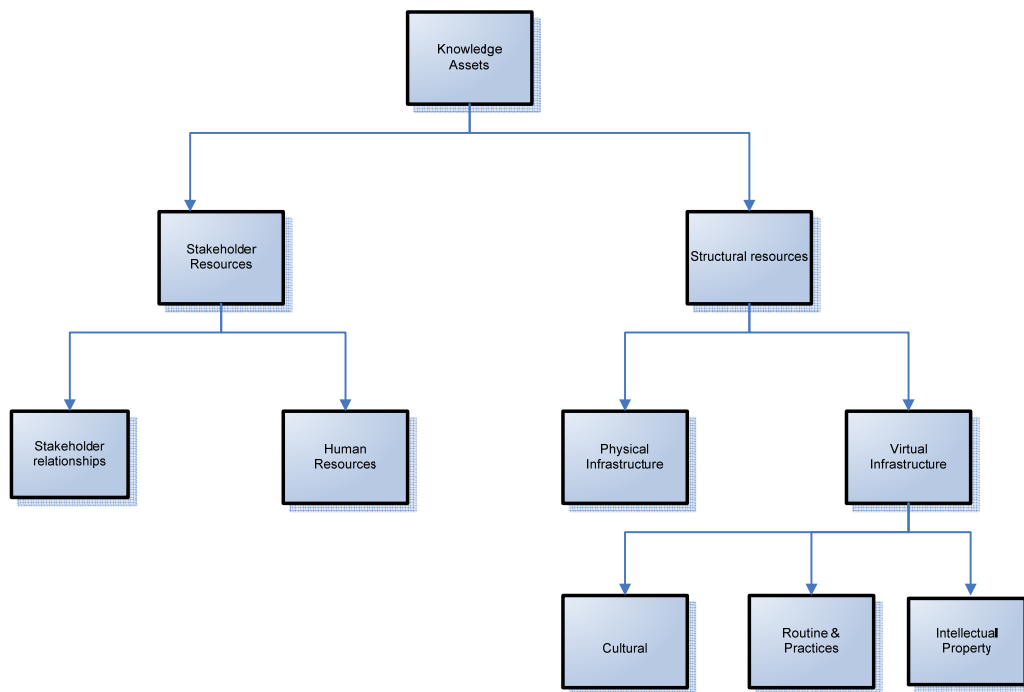 Knowledge
Assets
Stakeholder
Resources
Structural resources
Stakeholder
relationships
Human
Resources
Physical
Infrastructure
Virtual
Infrastructure
Cultural
Routine &
Practices
Intellectual
Property